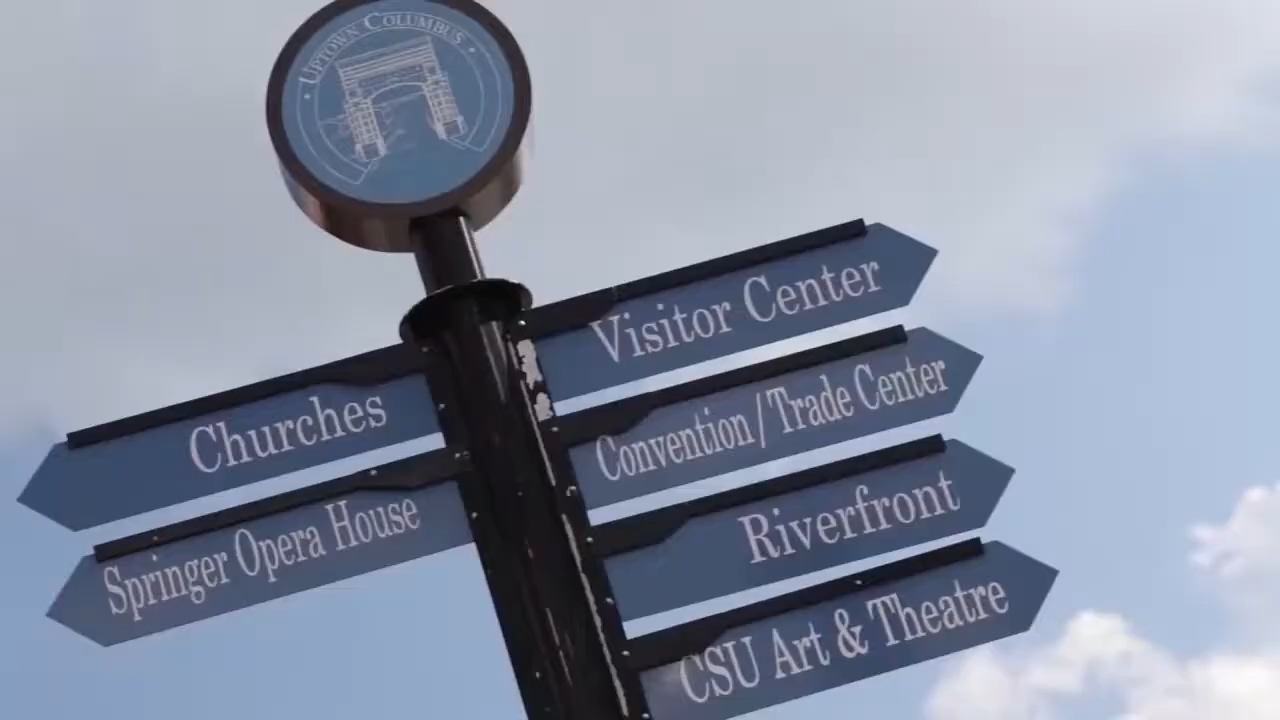 UPTOWN COLUMBUS
Visitor Center
Convention / Trade Center
Riverfront
CSU Art & Theatre
Churches
Springer Opera House